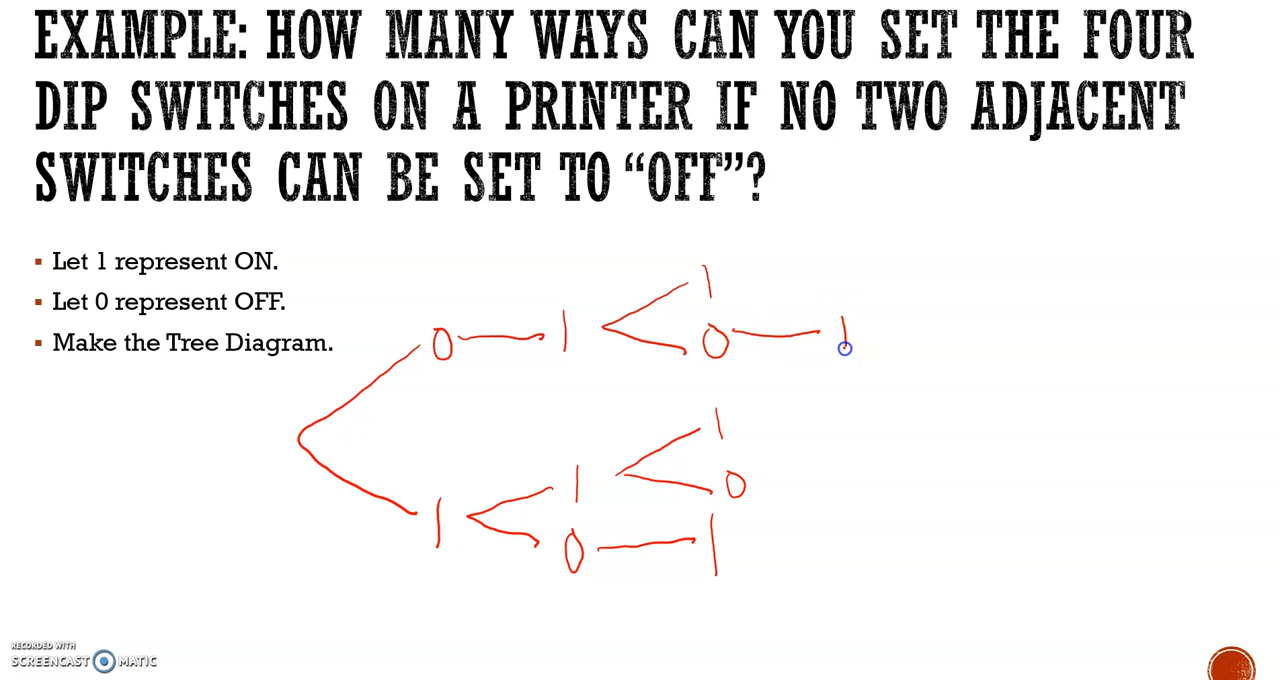 EXAMPLE: HOW MANY WAYS CAN YOU SET THE FOUR
DIP SWITCHES ON A PRINTER IF NO TWO ADJACENT
SWITCHES CAN BE SET TO “OFF”?
▪ Let 1 represent ON.
▪ Let 0 represent OFF.
▪ Make the Tree Diagram.
1
0 1 0 1
1
1 0
1 0 1
RECORDED WITH
SCREENCAST MATIC